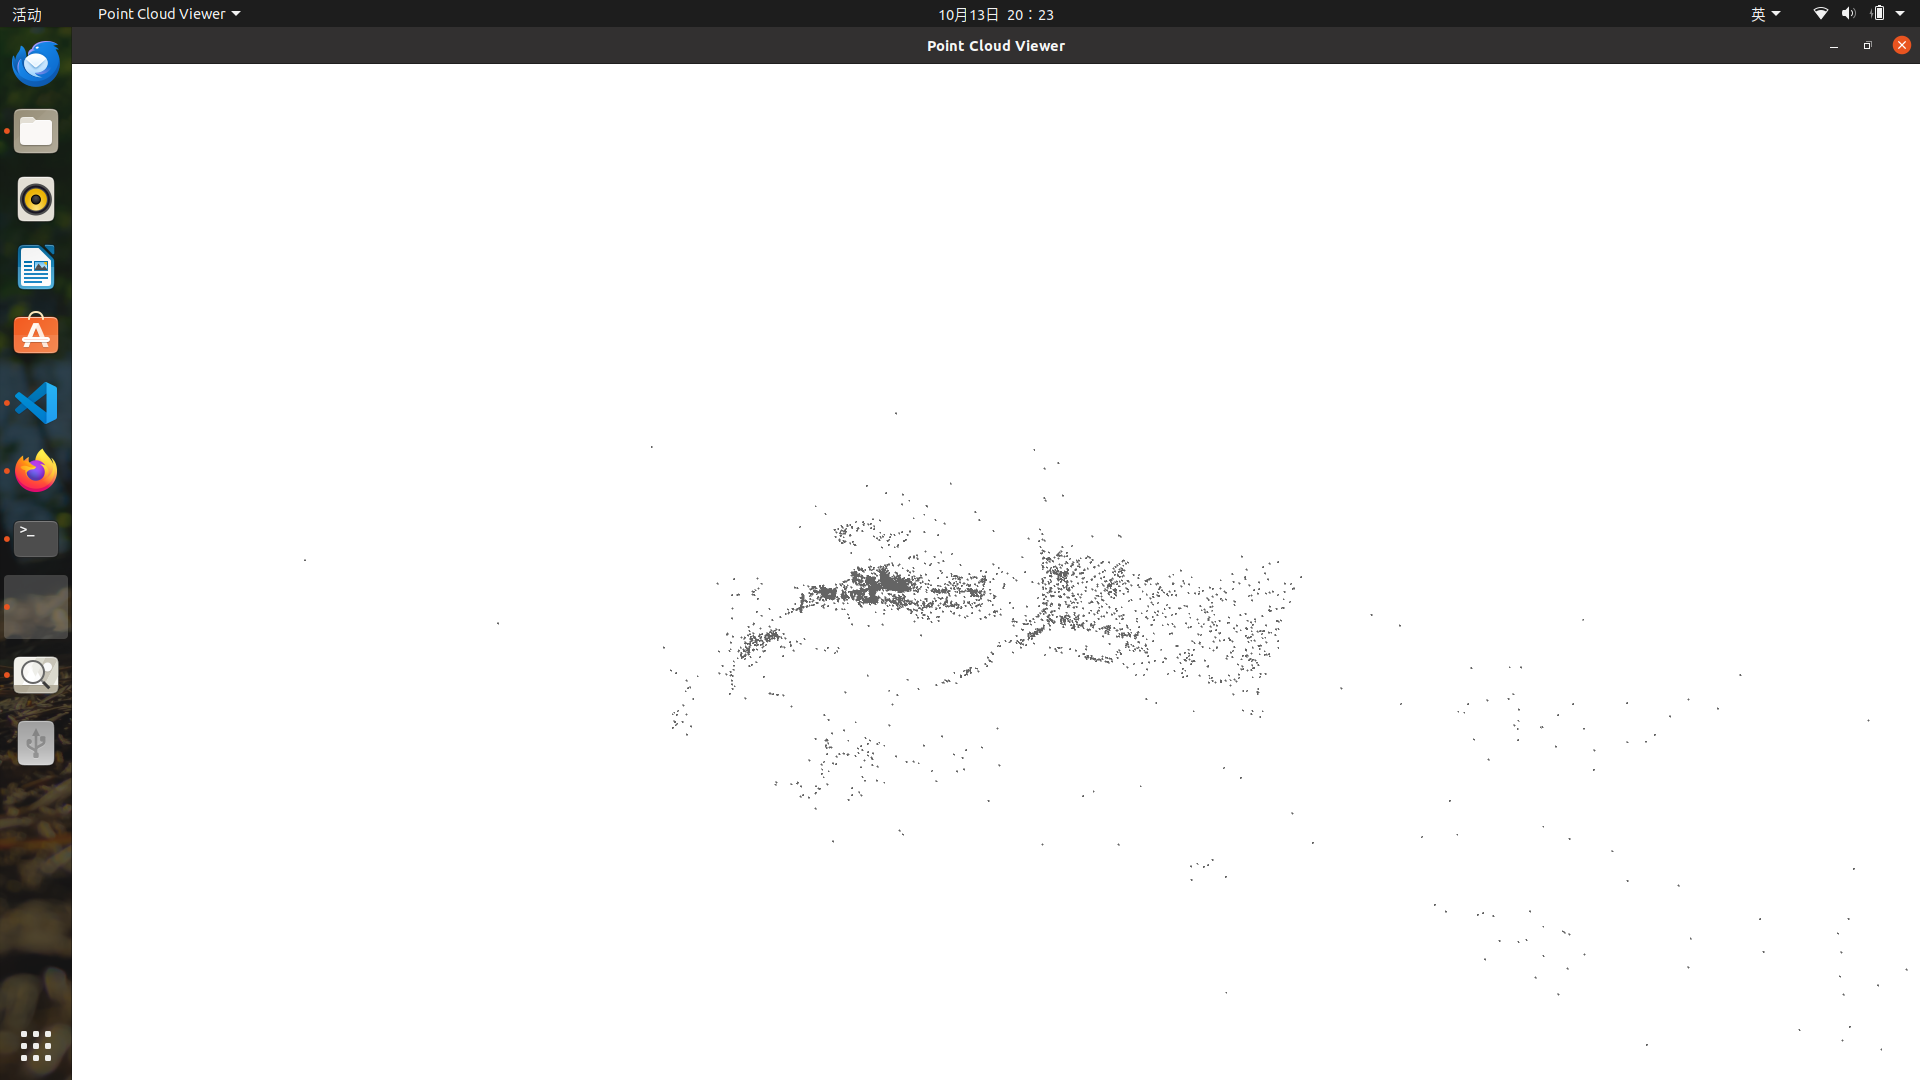 活动
Point Cloud Viewer
10月13日 20：23
英
Point Cloud Viewer
>_